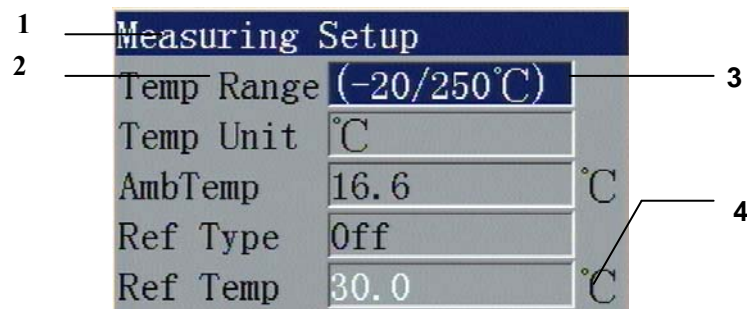 1 Measuring Setup
2 Temp Range (-20/250℃) 3
Temp Unit ℃
AmbTemp 16.6 ℃
4
Ref Type Off
Ref Temp 30.0 ℃